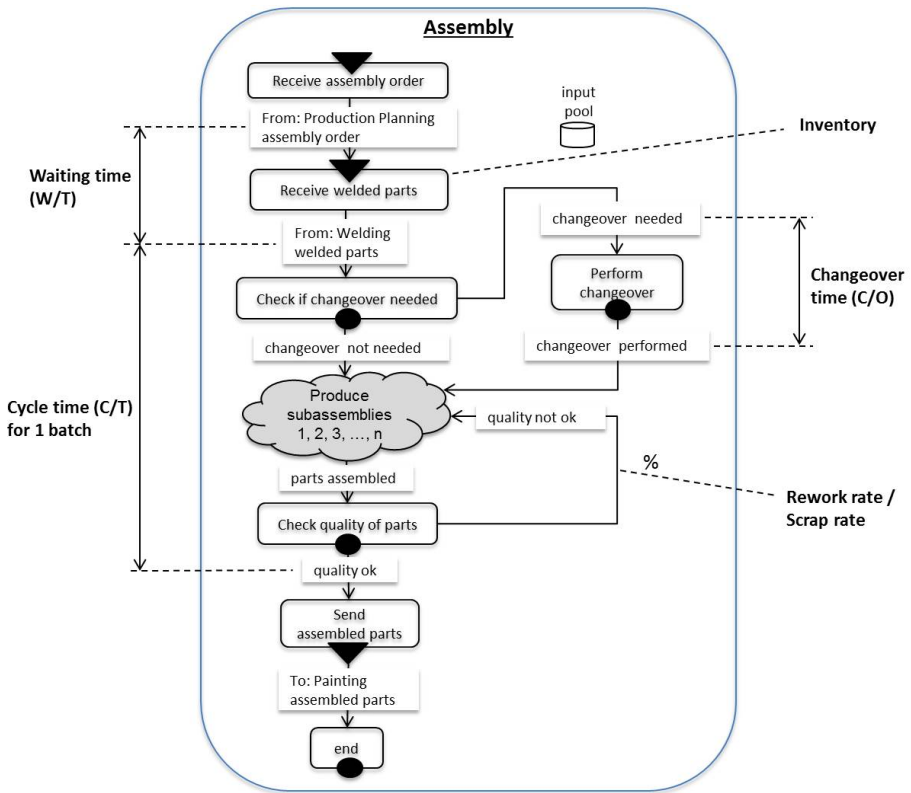 Assembly
Receive assembly order
From: Production Planning
assembly order
input
pool
Inventory
Waiting time
(W/T)
Receive welded parts
From: Welding
welded parts
changeover needed
Check if changeover needed
Perform
changeover
Changeover
time (C/O)
changeover not needed
changeover performed
Cycle time (C/T)
for 1 batch
Produce
subassemblies
1, 2, 3, ..., n
quality not ok
parts assembled
%
Rework rate /
Scrap rate
Check quality of parts
quality ok
Send
assembled parts
To: Painting
assembled parts
end